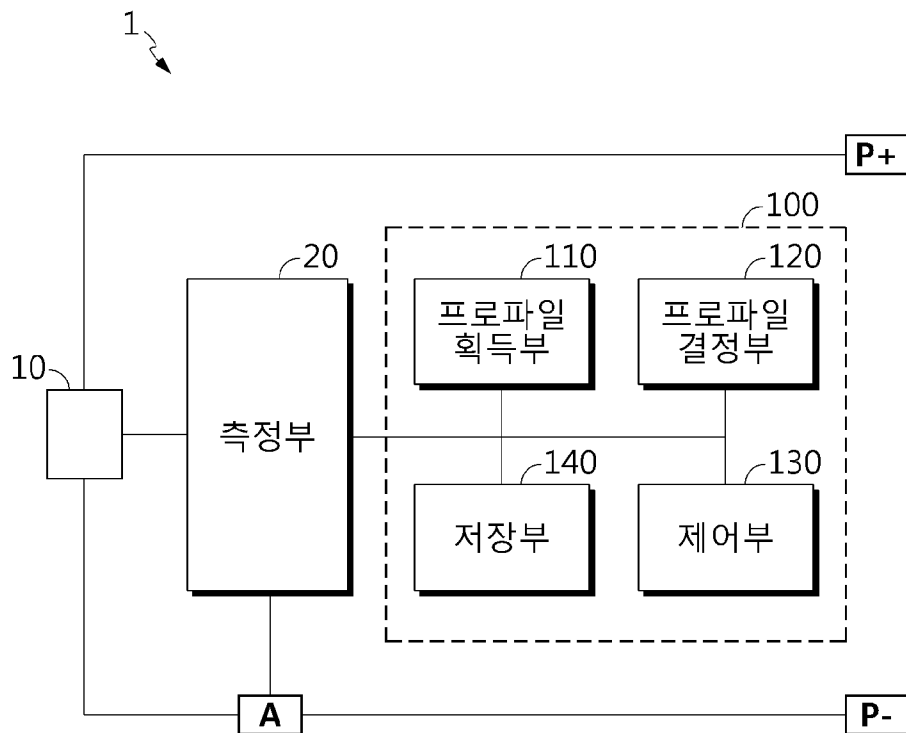 1
P+
100
20
110
120
프로파일
획득부
프로파일
결정부
10
측정부
140
130
저장부
제어부
A
P-